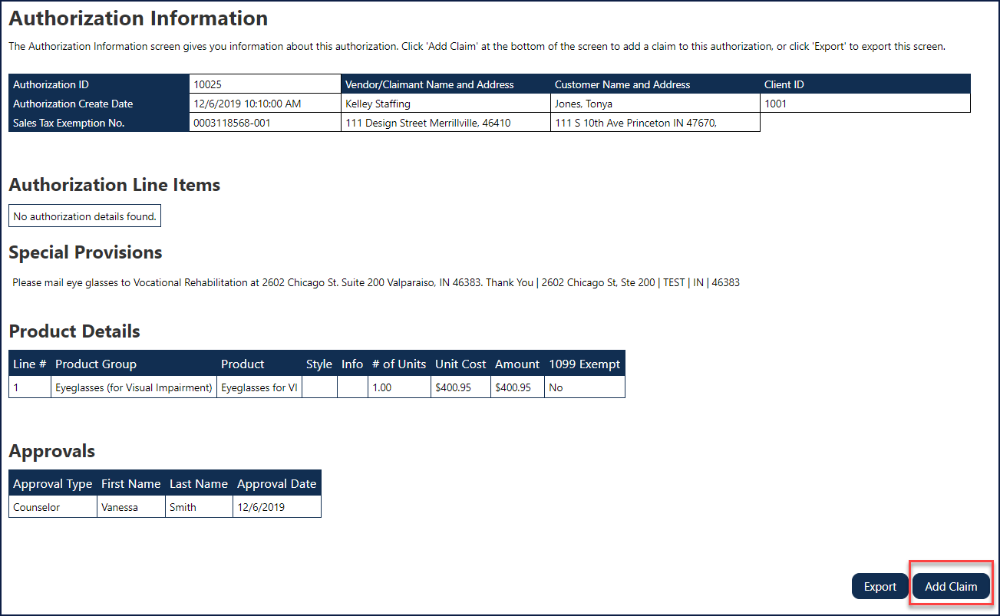 Authorization Information
The Authorization Information screen gives you information about this authorization. Click 'Add Claim' at the bottom of the screen to add a claim to this authorization, or click 'Export' to export this screen.
Authorization ID 10025 Vendor/Claimant Name and Address Customer Name and Address Client ID
Authorization Create Date 12/6/2019 10:10:00 AM Kelley Staffing Jones, Tonya 1001
Sales Tax Exemption No. 0003118568-001 111 Design Street Merrillville, 46410 111 S 10th Ave Princeton IN 47670,
Authorization Line Items
No authorization details found.
Special Provisions
Please mail eye glasses to Vocational Rehabilitation at 2602 Chicago St. Suite 200 Valparaiso, IN 46383. Thank You | 2602 Chicago St, Ste 200 | TEST | IN | 46383
Product Details
Line # Product Group Product Style Info # of Units Unit Cost Amount 1099 Exempt
1 Eyeglasses (for Visual Impairment) Eyeglasses for VI 1.00 $400.95 $400.95 No
Approvals
Approval Type First Name Last Name Approval Date
Counselor Vanessa Smith 12/6/2019
Export Add Claim